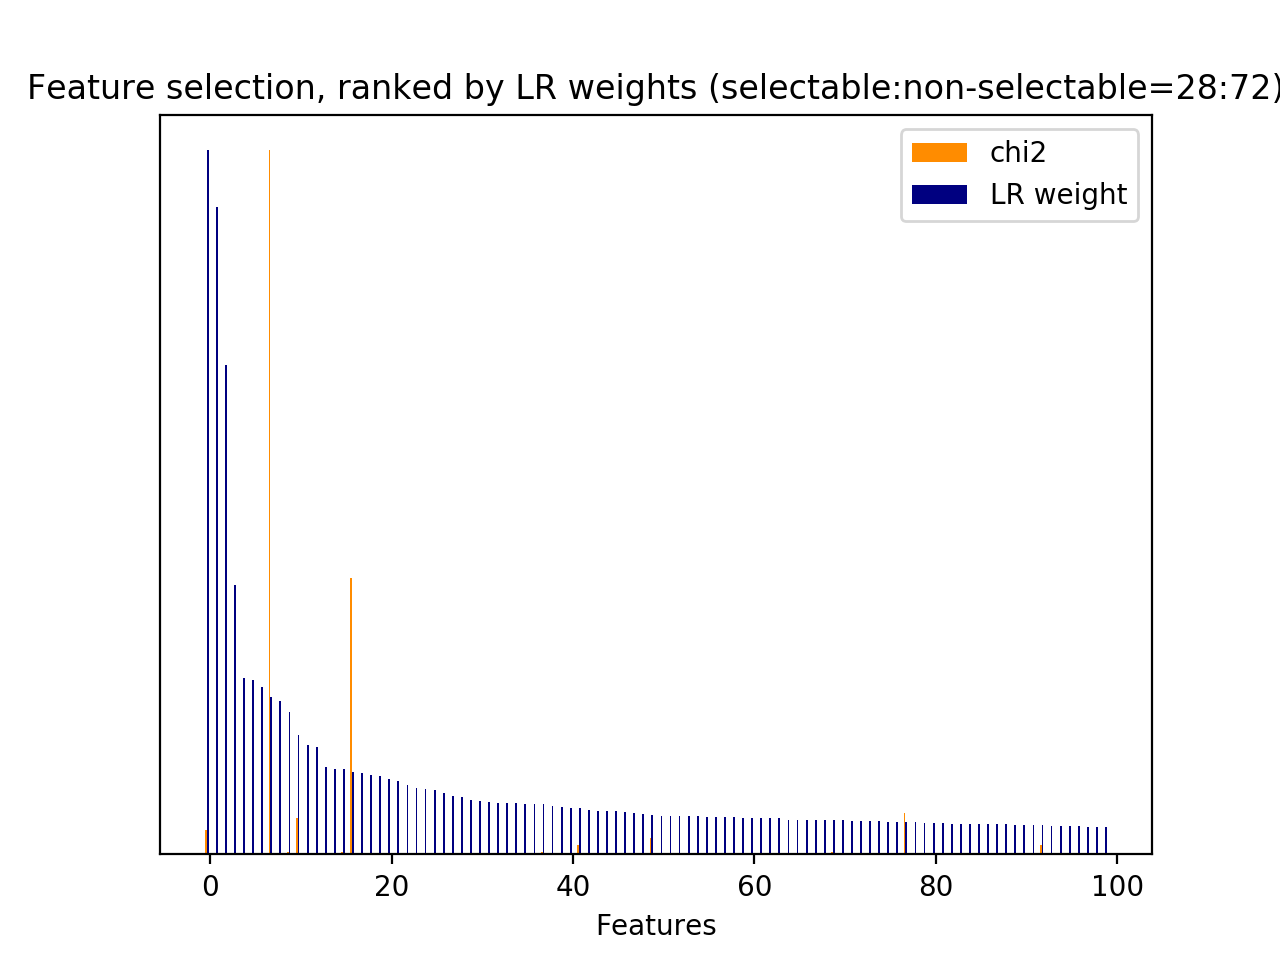 Feature selection, ranked by LR weights (selectable:non-selectable=28:72)
chi2
LR weight
0 20 40 60 80 100
Features